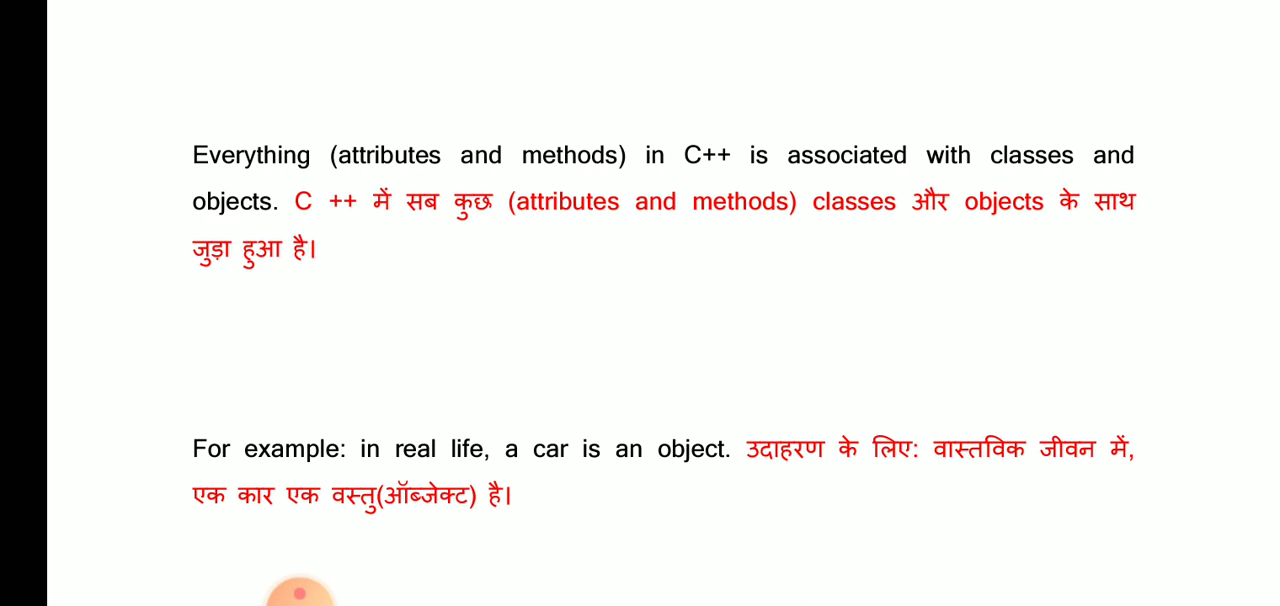 Everything (attributes and methods) in C++ is associated with classes and
objects. C ++ में सब कुछ (attributes and methods) classes और objects के साथ
जुड़ा हुआ है।
For example: in real life, a car is an object. उदाहरण के लिए: वास्तविक जीवन में,
एक कार एक वस्तु(ऑब्जेक्ट) है।